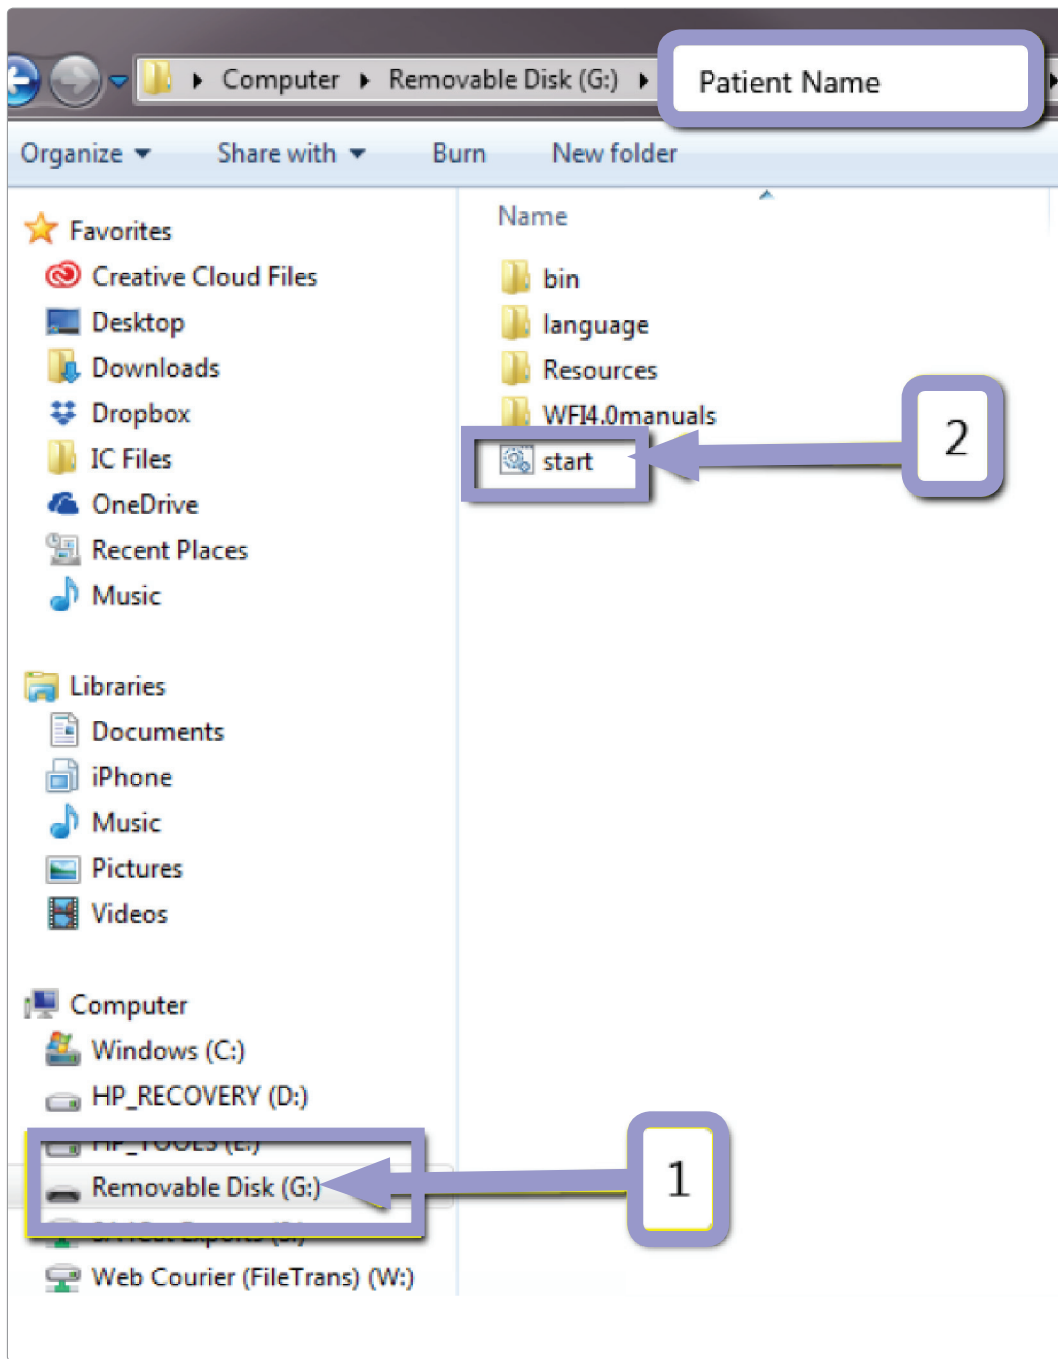 Computer Removable Disk (G:) Patient Name
Organize Share with Burn New folder
Name
Favorites
Creative Cloud Files
Desktop
Downloads
Dropbox
IC Files
OneDrive
Recent Places
Music
Libraries
Documents
iPhone
Music
Pictures
Videos
Computer
Windows (C:)
HP_RECOVERY (D:)
HP_TOOLS (E:)
Removable Disk (G:)
Web Courier (FileTrans) (W:)
bin
language
Resources
WFI4.0manuals
start
2
1